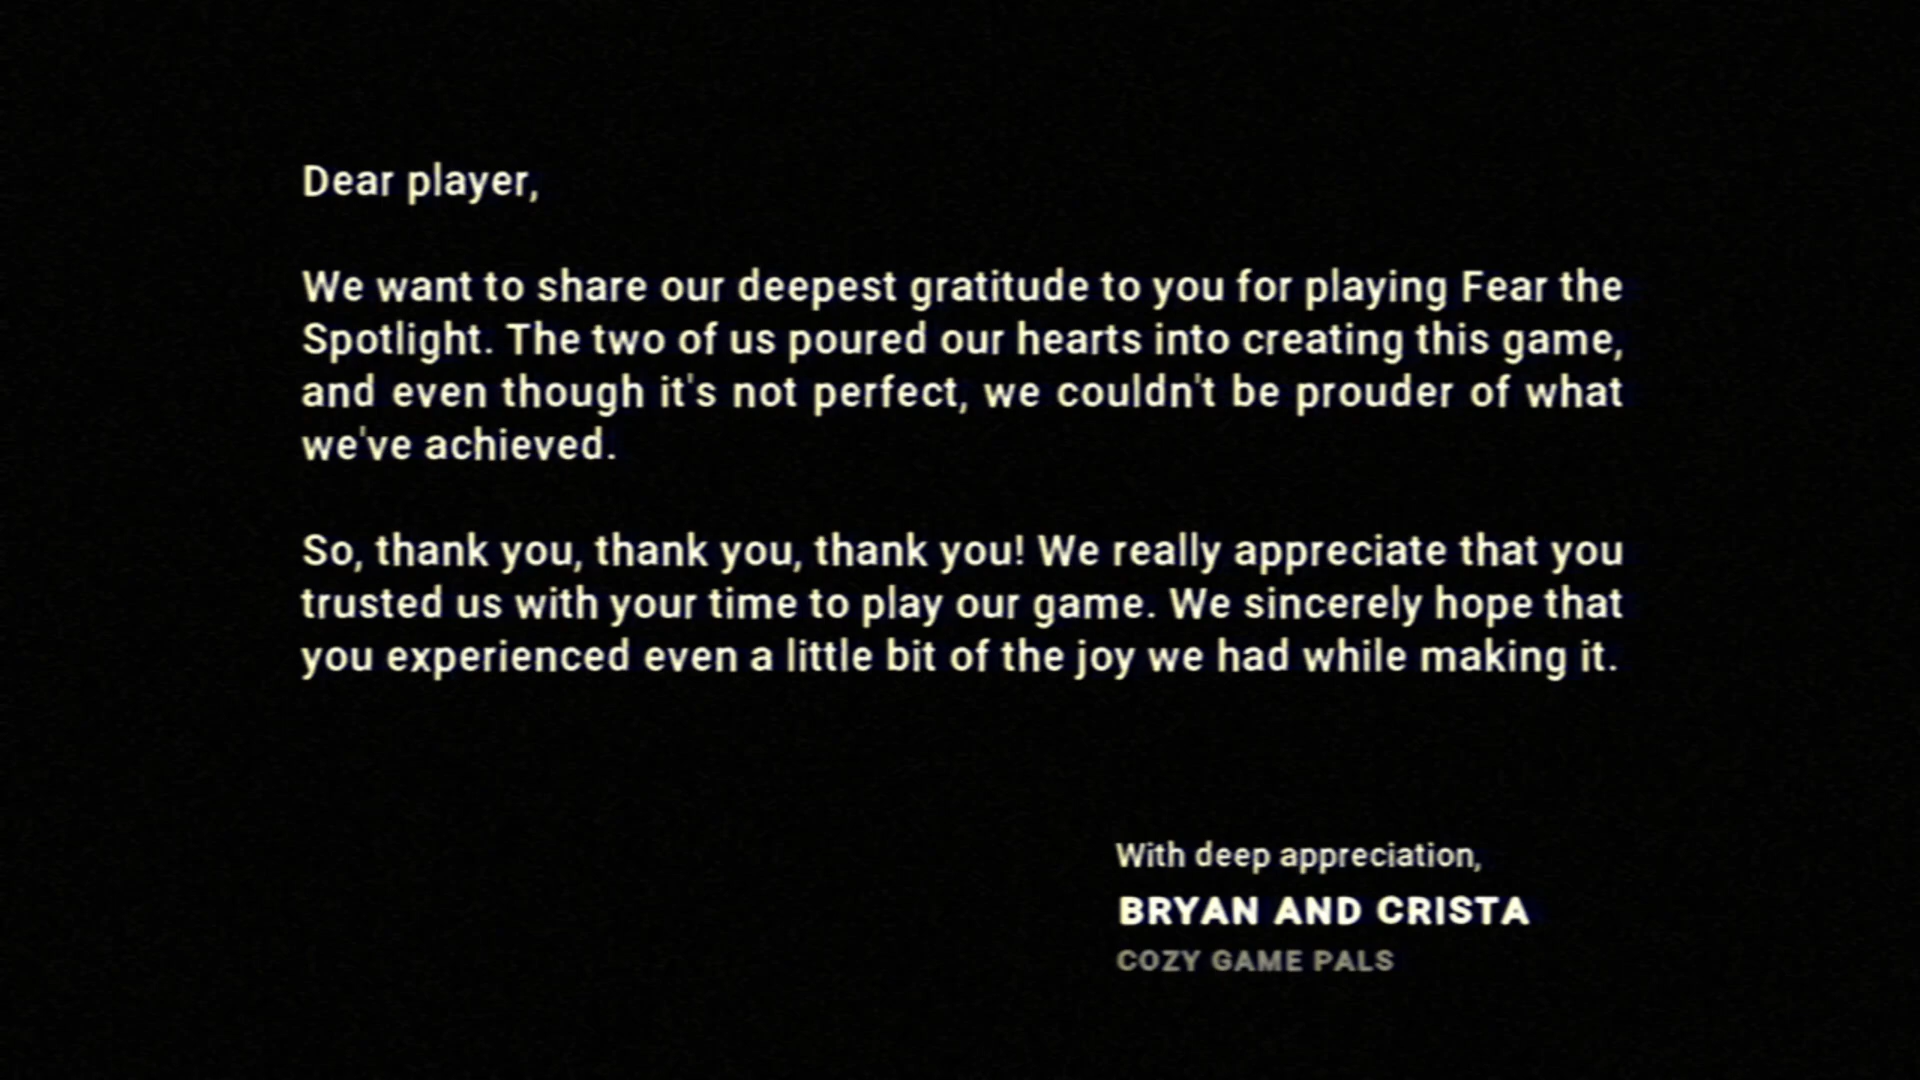 Dear player,
We want to share our deepest gratitude to you for playing Fear the
Spotlight. The two of us poured our hearts into creating this game,
and even though it's not perfect, we couldn't be prouder of what
we've achieved.
So, thank you, thank you, thank you! We really appreciate that you
trusted us with your time to play our game. We sincerely hope that
you experienced even a little bit of the joy we had while making it.
With deep appreciation,
BRYAN AND CRISTA
COZY GAME PALS